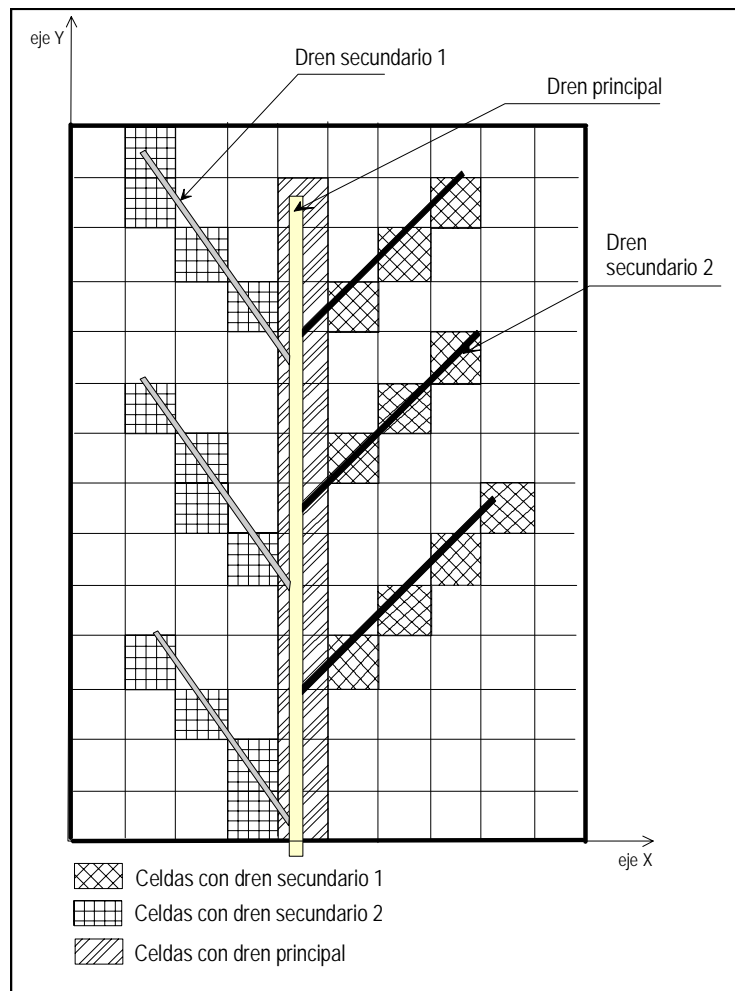 eje Y
Dren secundario 1
Dren principal
Dren
secundario 2
eje X
Celdas con dren secundario 1
Celdas con dren secundario 2
Celdas con dren principal